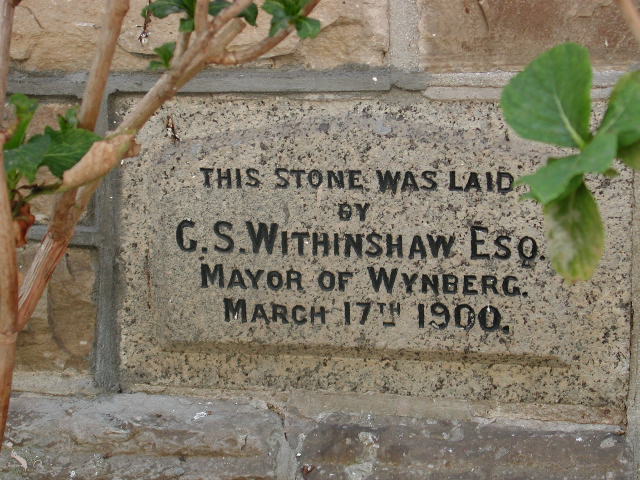 THIS STONE WAS LAID
BY
G. S. WITHINSHAW ESQ.
MAYOR OF WYNBERG.
MARCH 17TH 1900.